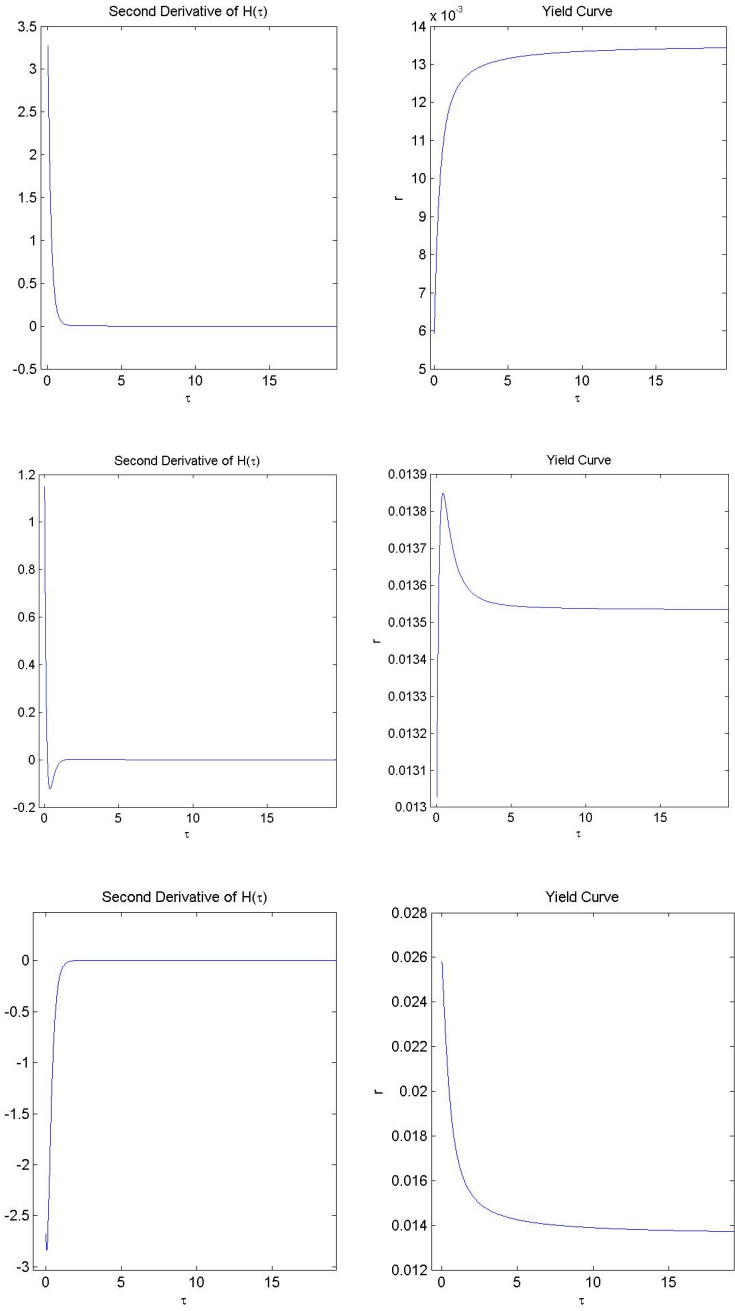 Second Derivative of H(τ)
3.5
3
2.5
2
1.5
1
0.5
0
-0.5
0 5 10 15
τ
Yield Curve
14 x 10⁻³
13
12
11
10
9
8
7
6
5
r
0 5 10 15
τ
Second Derivative of H(τ)
1.2
1
0.8
0.6
0.4
0.2
0
-0.2
0 5 10 15
τ
Yield Curve
0.0139
0.0138
0.0137
0.0136
0.0135
0.0134
0.0133
0.0132
0.0131
0.013
r
0 5 10 15
τ
Second Derivative of H(τ)
0
-0.5
-1
-1.5
-2
-2.5
-3
0 5 10 15
τ
Yield Curve
0.028
0.026
0.024
0.022
0.02
0.018
0.016
0.014
0.012
r
0 5 10 15
τ